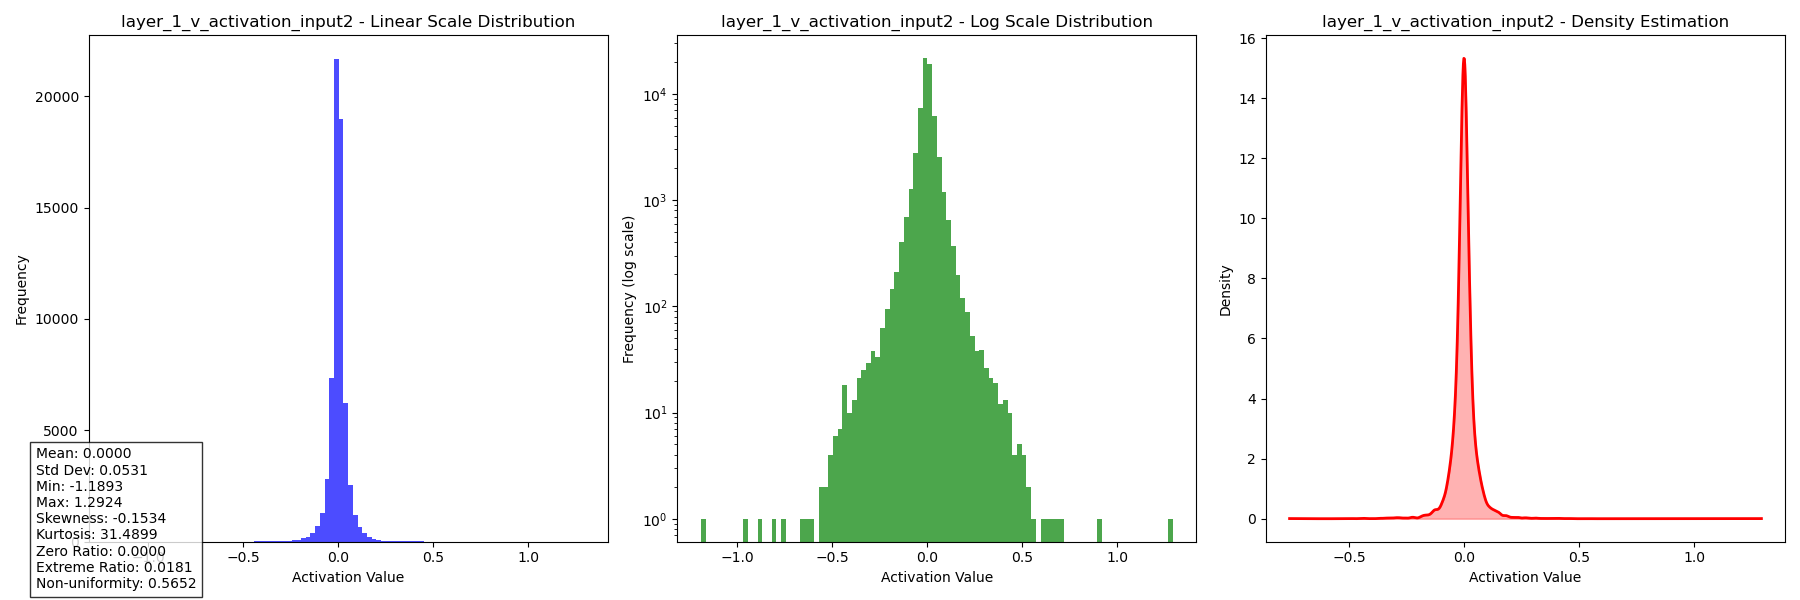 layer_1_v_activation_input2 - Linear Scale Distribution
20000
15000
10000
5000
Frequency
−0.5
0.0
0.5
1.0
Activation Value
Mean: 0.0000
Std Dev: 0.0531
Min: -1.1893
Max: 1.2924
Skewness: -0.1534
Kurtosis: 31.4899
Zero Ratio: 0.0000
Extreme Ratio: 0.0181
Non-uniformity: 0.5652
layer_1_v_activation_input2 - Log Scale Distribution
10^4
10^3
10^2
10^1
10^0
Frequency (log scale)
−1.0
−0.5
0.0
0.5
1.0
Activation Value
layer_1_v_activation_input2 - Density Estimation
16
14
12
10
8
6
4
2
0
Density
−0.5
0.0
0.5
1.0
Activation Value